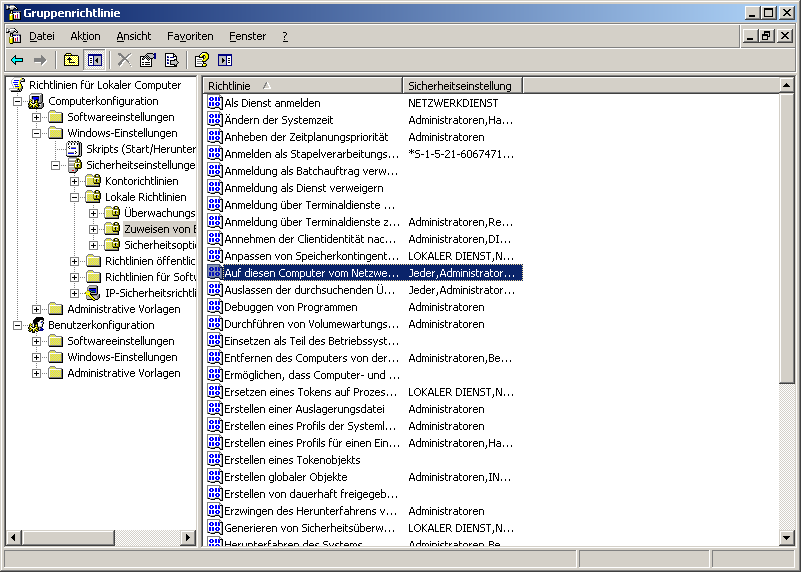 Gruppenrichtlinie
Datei Aktion Ansicht Favoriten Fenster ?
Richtlinien für Lokaler Computer
Computerkonfiguration
Softwareeinstellungen
Windows-Einstellungen
Skripts (Start/Herunter
Sicherheitseinstellunge
Kontorichtlinien
Lokale Richtlinien
Überwachungs
Zuweisen von B
Sicherheitsopti
Richtlinien öffentlic
Richtlinien für Softw
IP-Sicherheitsrichtli
Administrative Vorlagen
Benutzerkonfiguration
Softwareeinstellungen
Windows-Einstellungen
Administrative Vorlagen
Richtlinie Sicherheitseinstellung
Als Dienst anmelden NETZWERKDIENST
Ändern der Systemzeit Administratoren,Ha...
Anheben der Zeitplanungspriorität Administratoren
Anmelden als Stapelverarbeitungs... *S-1-5-21-6067471...
Anmeldung als Batchauftrag verw...
Anmeldung als Dienst verweigern
Anmeldung über Terminaldienste ...
Anmeldung über Terminaldienste z... Administratoren,Re...
Annehmen der Clientidentität nac... Administratoren,DI...
Anpassen von Speicherkontingent... LOKALER DIENST,N...
Auf diesen Computer vom Netzwe... Jeder,Administrator...
Auslassen der durchsuchenden Ü... Jeder,Administrator...
Debuggen von Programmen Administratoren
Durchführen von Volumewartungs... Administratoren
Einsetzen als Teil des Betriebssyst...
Entfernen des Computers von der... Administratoren,Be...
Ermöglichen, dass Computer- und ...
Ersetzen eines Tokens auf Prozes... LOKALER DIENST,N...
Erstellen einer Auslagerungsdatei Administratoren
Erstellen eines Profils der Systeml... Administratoren
Erstellen eines Profils für einen Ein... Administratoren,Ha...
Erstellen eines Tokenobjekts
Erstellen globaler Objekte Administratoren,IN...
Erstellen von dauerhaft freigegeb...
Erzwingen des Herunterfahrens v... Administratoren
Generieren von Sicherheitsüberw... LOKALER DIENST,N...
Herunterfahren des Systems Administratoren,Be...